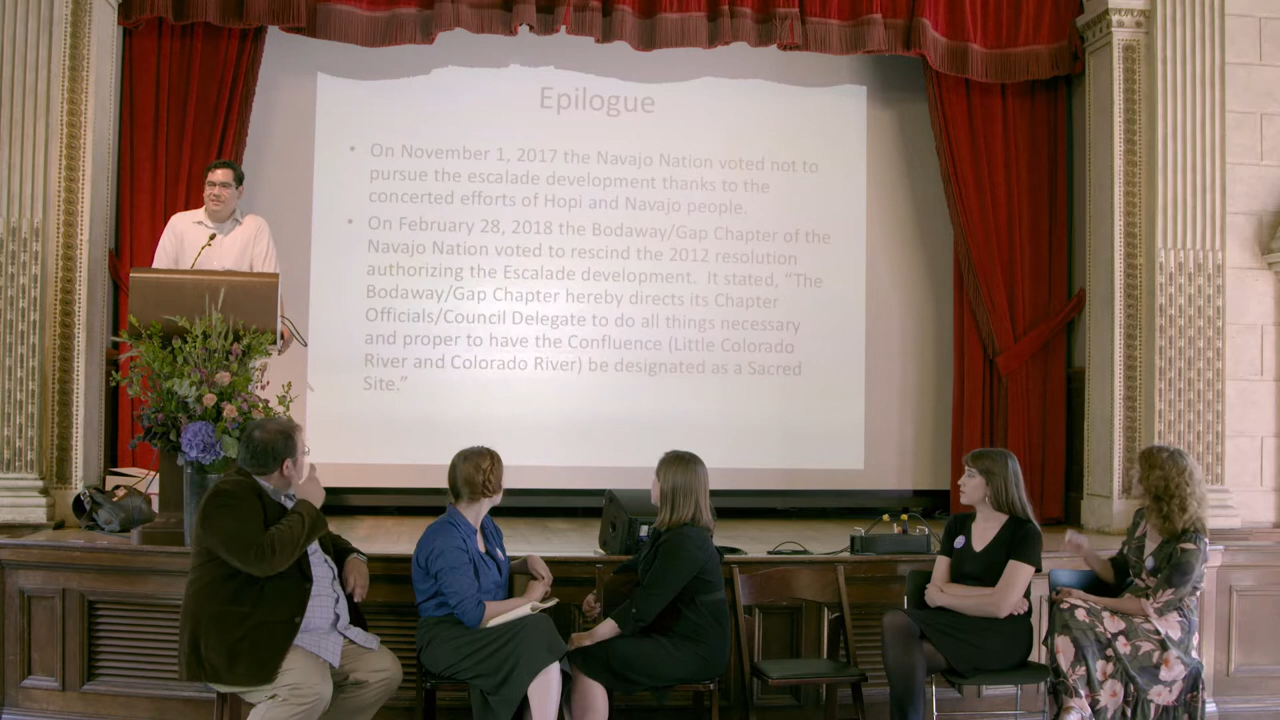 Epilogue
• On November 1, 2017 the Navajo Nation voted not to
pursue the escalade development thanks to the
concerted efforts of Hopi and Navajo people.
• On February 28, 2018 the Bodaway/Gap Chapter of the
Navajo Nation voted to rescind the 2012 resolution
authorizing the Escalade development.  It stated, “The
Bodaway/Gap Chapter hereby directs its Chapter
Officials/Council Delegate to do all things necessary
and proper to have the Confluence (Little Colorado
River and Colorado River) be designated as a Sacred
Site.”